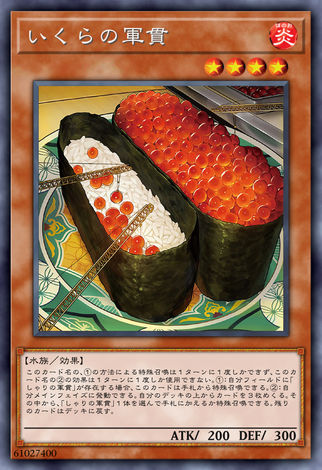 いくらの軍貫
ほのお
炎
【水族／効果】
このカード名の、①の方法による特殊召喚は１ターンに１度しかできず、このカ
ード名の②の効果は１ターンに１度しか使用できない。①：自分フィールドに「
しゃりの軍貫」が存在する場合、このカードは手札から特殊召喚できる。②：自
分メインフェイズに発動できる。自分のデッキの上からカードを３枚めくる。そ
の中から、「しゃりの軍貫」１体を選んで手札に加えるか特殊召喚できる。残り
のカードはデッキに戻す。
ATK/ 200 DEF/ 300
61027400